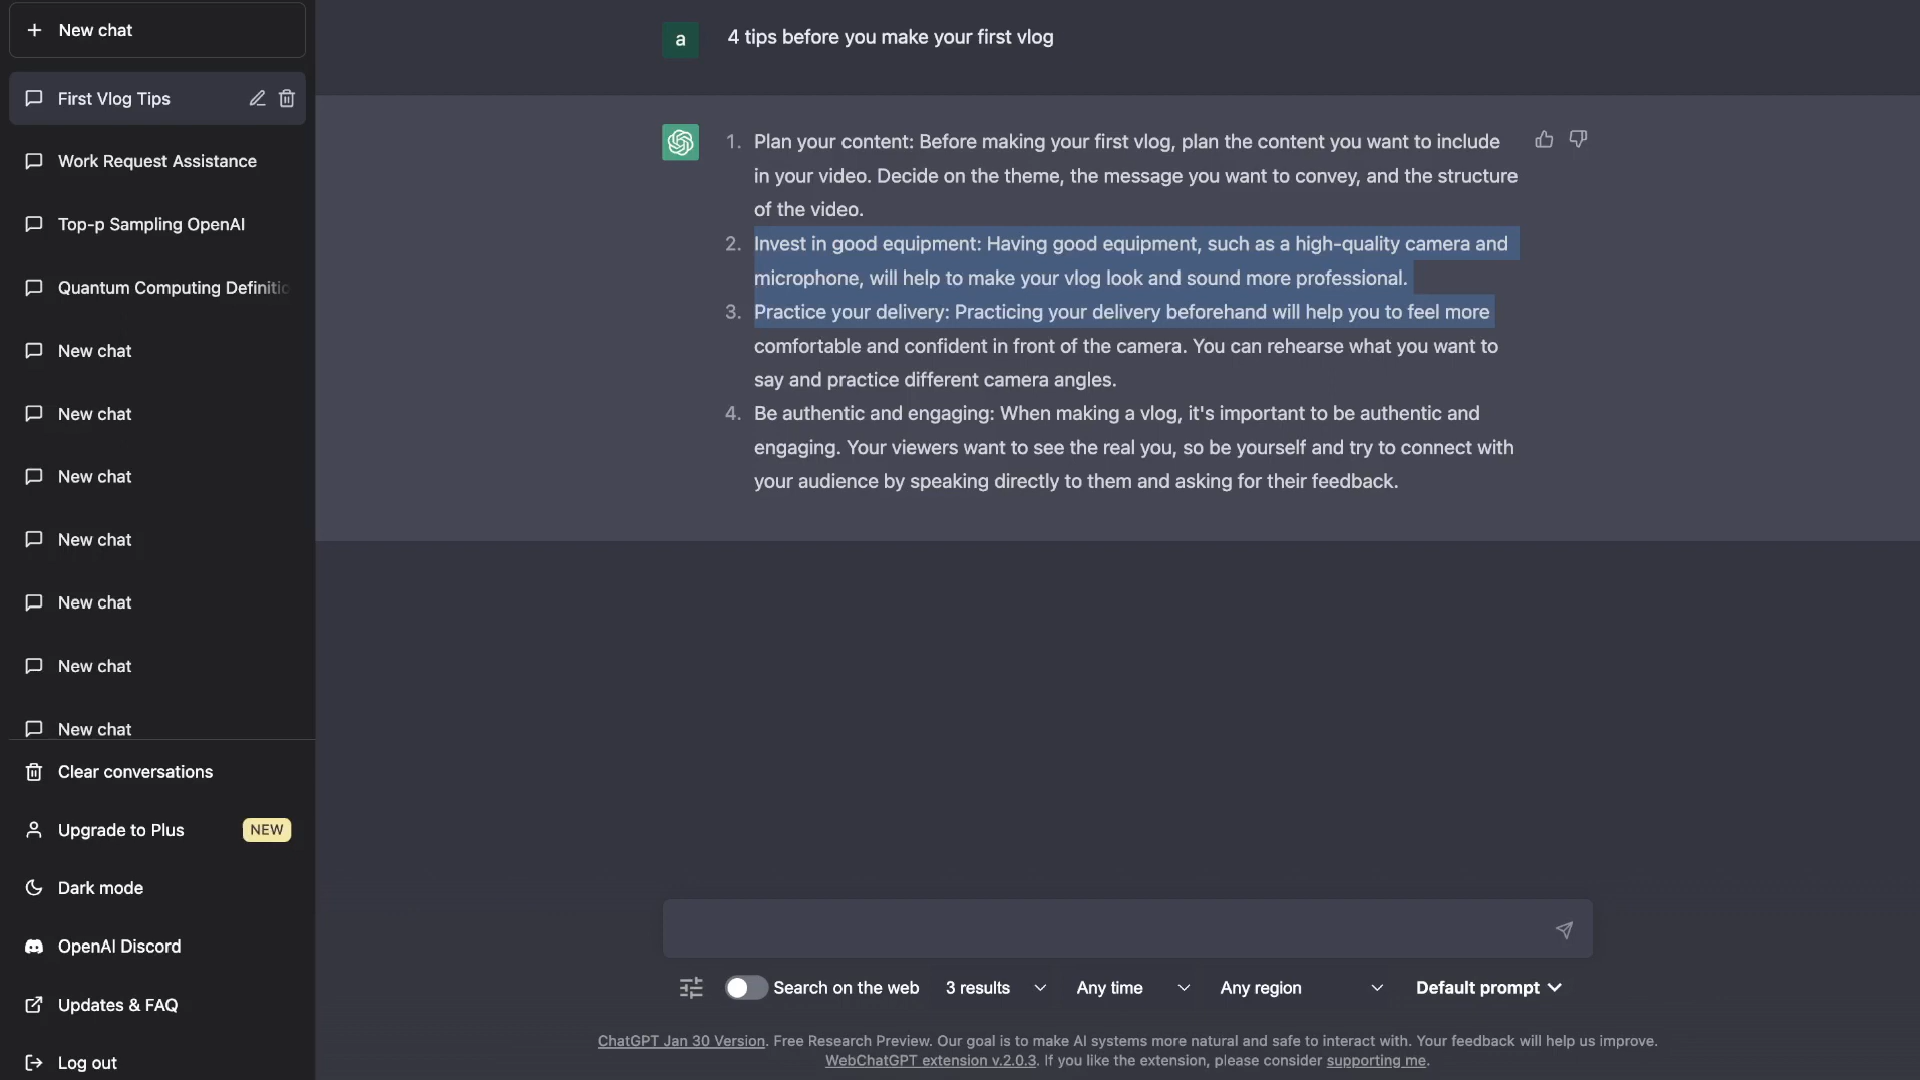 New chat
First Vlog Tips
Work Request Assistance
Top-p Sampling OpenAI
Quantum Computing Definitio
New chat
New chat
New chat
New chat
New chat
New chat
New chat
Clear conversations
Upgrade to Plus NEW
Dark mode
OpenAI Discord
Updates & FAQ
Log out
a 4 tips before you make your first vlog
1. Plan your content: Before making your first vlog, plan the content you want to include
in your video. Decide on the theme, the message you want to convey, and the structure
of the video.
2. Invest in good equipment: Having good equipment, such as a high-quality camera and
microphone, will help to make your vlog look and sound more professional.
3. Practice your delivery: Practicing your delivery beforehand will help you to feel more
comfortable and confident in front of the camera. You can rehearse what you want to
say and practice different camera angles.
4. Be authentic and engaging: When making a vlog, it's important to be authentic and
engaging. Your viewers want to see the real you, so be yourself and try to connect with
your audience by speaking directly to them and asking for their feedback.
Search on the web 3 results Any time Any region Default prompt
ChatGPT Jan 30 Version. Free Research Preview. Our goal is to make AI systems more natural and safe to interact with. Your feedback will help us improve.
WebChatGPT extension v.2.0.3. If you like the extension, please consider supporting me.